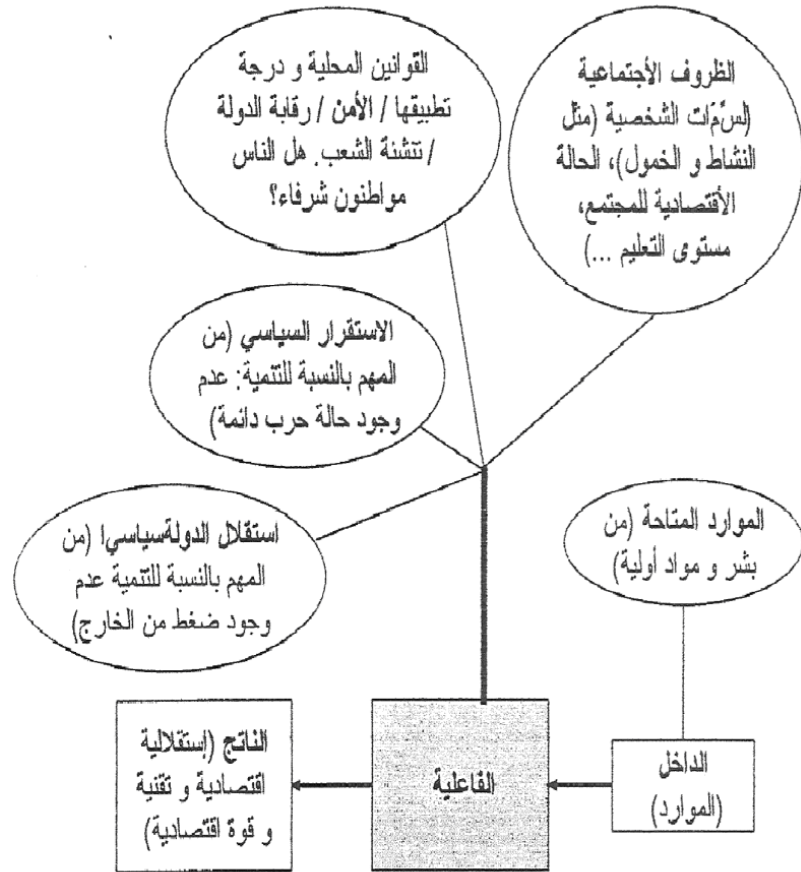 الظروف الأجتماعية
(لسِّمَات الشخصية (مثل
النشاط و الخمول)، الحالة
الأقتصادية للمجتمع،
مستوى التعليم ...)
القوانين المحلية و درجة
تطبيقها / الأمن / رقابة الدولة
/ تنشئة الشعب. هل الناس
مواطنون شرفاء؟
الاستقرار السياسي (من
المهم بالنسبة للتنمية: عدم
وجود حالة حرب دائمة)
استقلال الدولةسياسيا (من
المهم بالنسبة للتنمية عدم
وجود ضغط من الخارج)
الموارد المتاحة (من
بشر و مواد أولية)
الداخل
(الموارد)
الفاعلية
الناتج (إستقلالية
اقتصادية و تقنية
و قوة اقتصادية)